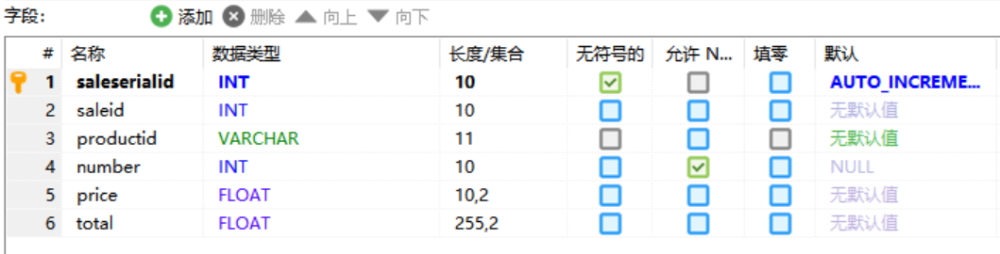 字段: 添加 删除 向上 向下
# 名称 数据类型 长度/集合 无符号的 允许 N... 填零 默认
1 saleserialid INT 10 AUTO_INCREME...
2 saleid INT 10 无默认值
3 productid VARCHAR 11 无默认值
4 number INT 10 NULL
5 price FLOAT 10,2 无默认值
6 total FLOAT 255,2 无默认值